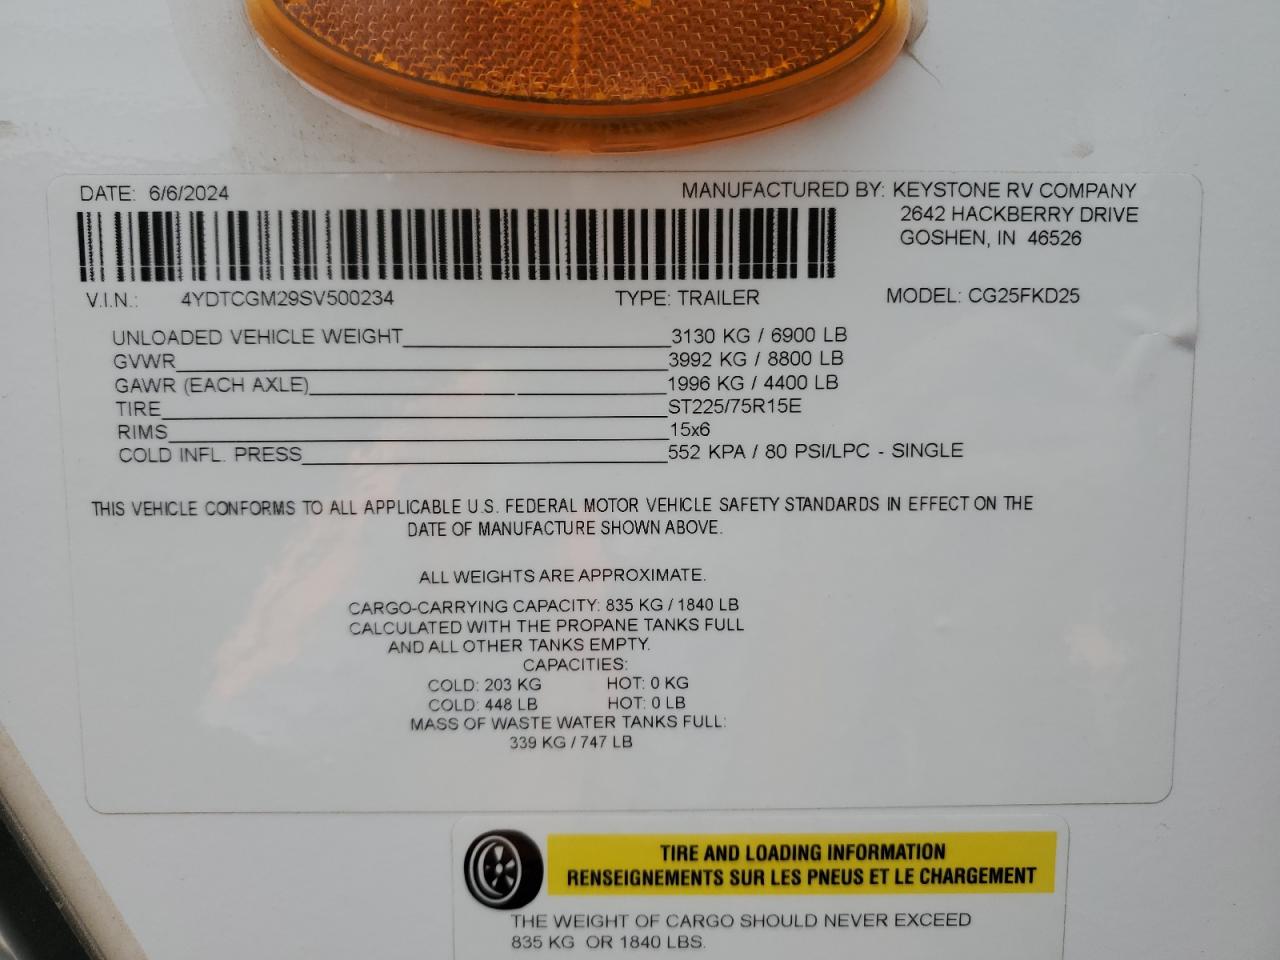 SAE-AP
DATE: 6/6/2024
MANUFACTURED BY: KEYSTONE RV COMPANY
2642 HACKBERRY DRIVE
GOSHEN, IN 46526
V.I.N.: 4YDTCGM29SV500234 TYPE: TRAILER MODEL: CG25FKD25
UNLOADED VEHICLE WEIGHT 3130 KG / 6900 LB
GVWR 3992 KG / 8800 LB
GAWR (EACH AXLE) 1996 KG / 4400 LB
TIRE ST225/75R15E
RIMS 15x6
COLD INFL. PRESS 552 KPA / 80 PSI/LPC - SINGLE
THIS VEHICLE CONFORMS TO ALL APPLICABLE U.S. FEDERAL MOTOR VEHICLE SAFETY STANDARDS IN EFFECT ON THE
DATE OF MANUFACTURE SHOWN ABOVE.
ALL WEIGHTS ARE APPROXIMATE.
CARGO-CARRYING CAPACITY: 835 KG / 1840 LB
CALCULATED WITH THE PROPANE TANKS FULL
AND ALL OTHER TANKS EMPTY.
CAPACITIES:
COLD: 203 KG HOT: 0 KG
COLD: 448 LB HOT: 0 LB
MASS OF WASTE WATER TANKS FULL:
339 KG / 747 LB
TIRE AND LOADING INFORMATION
RENSEIGNEMENTS SUR LES PNEUS ET LE CHARGEMENT
THE WEIGHT OF CARGO SHOULD NEVER EXCEED
835 KG OR 1840 LBS.